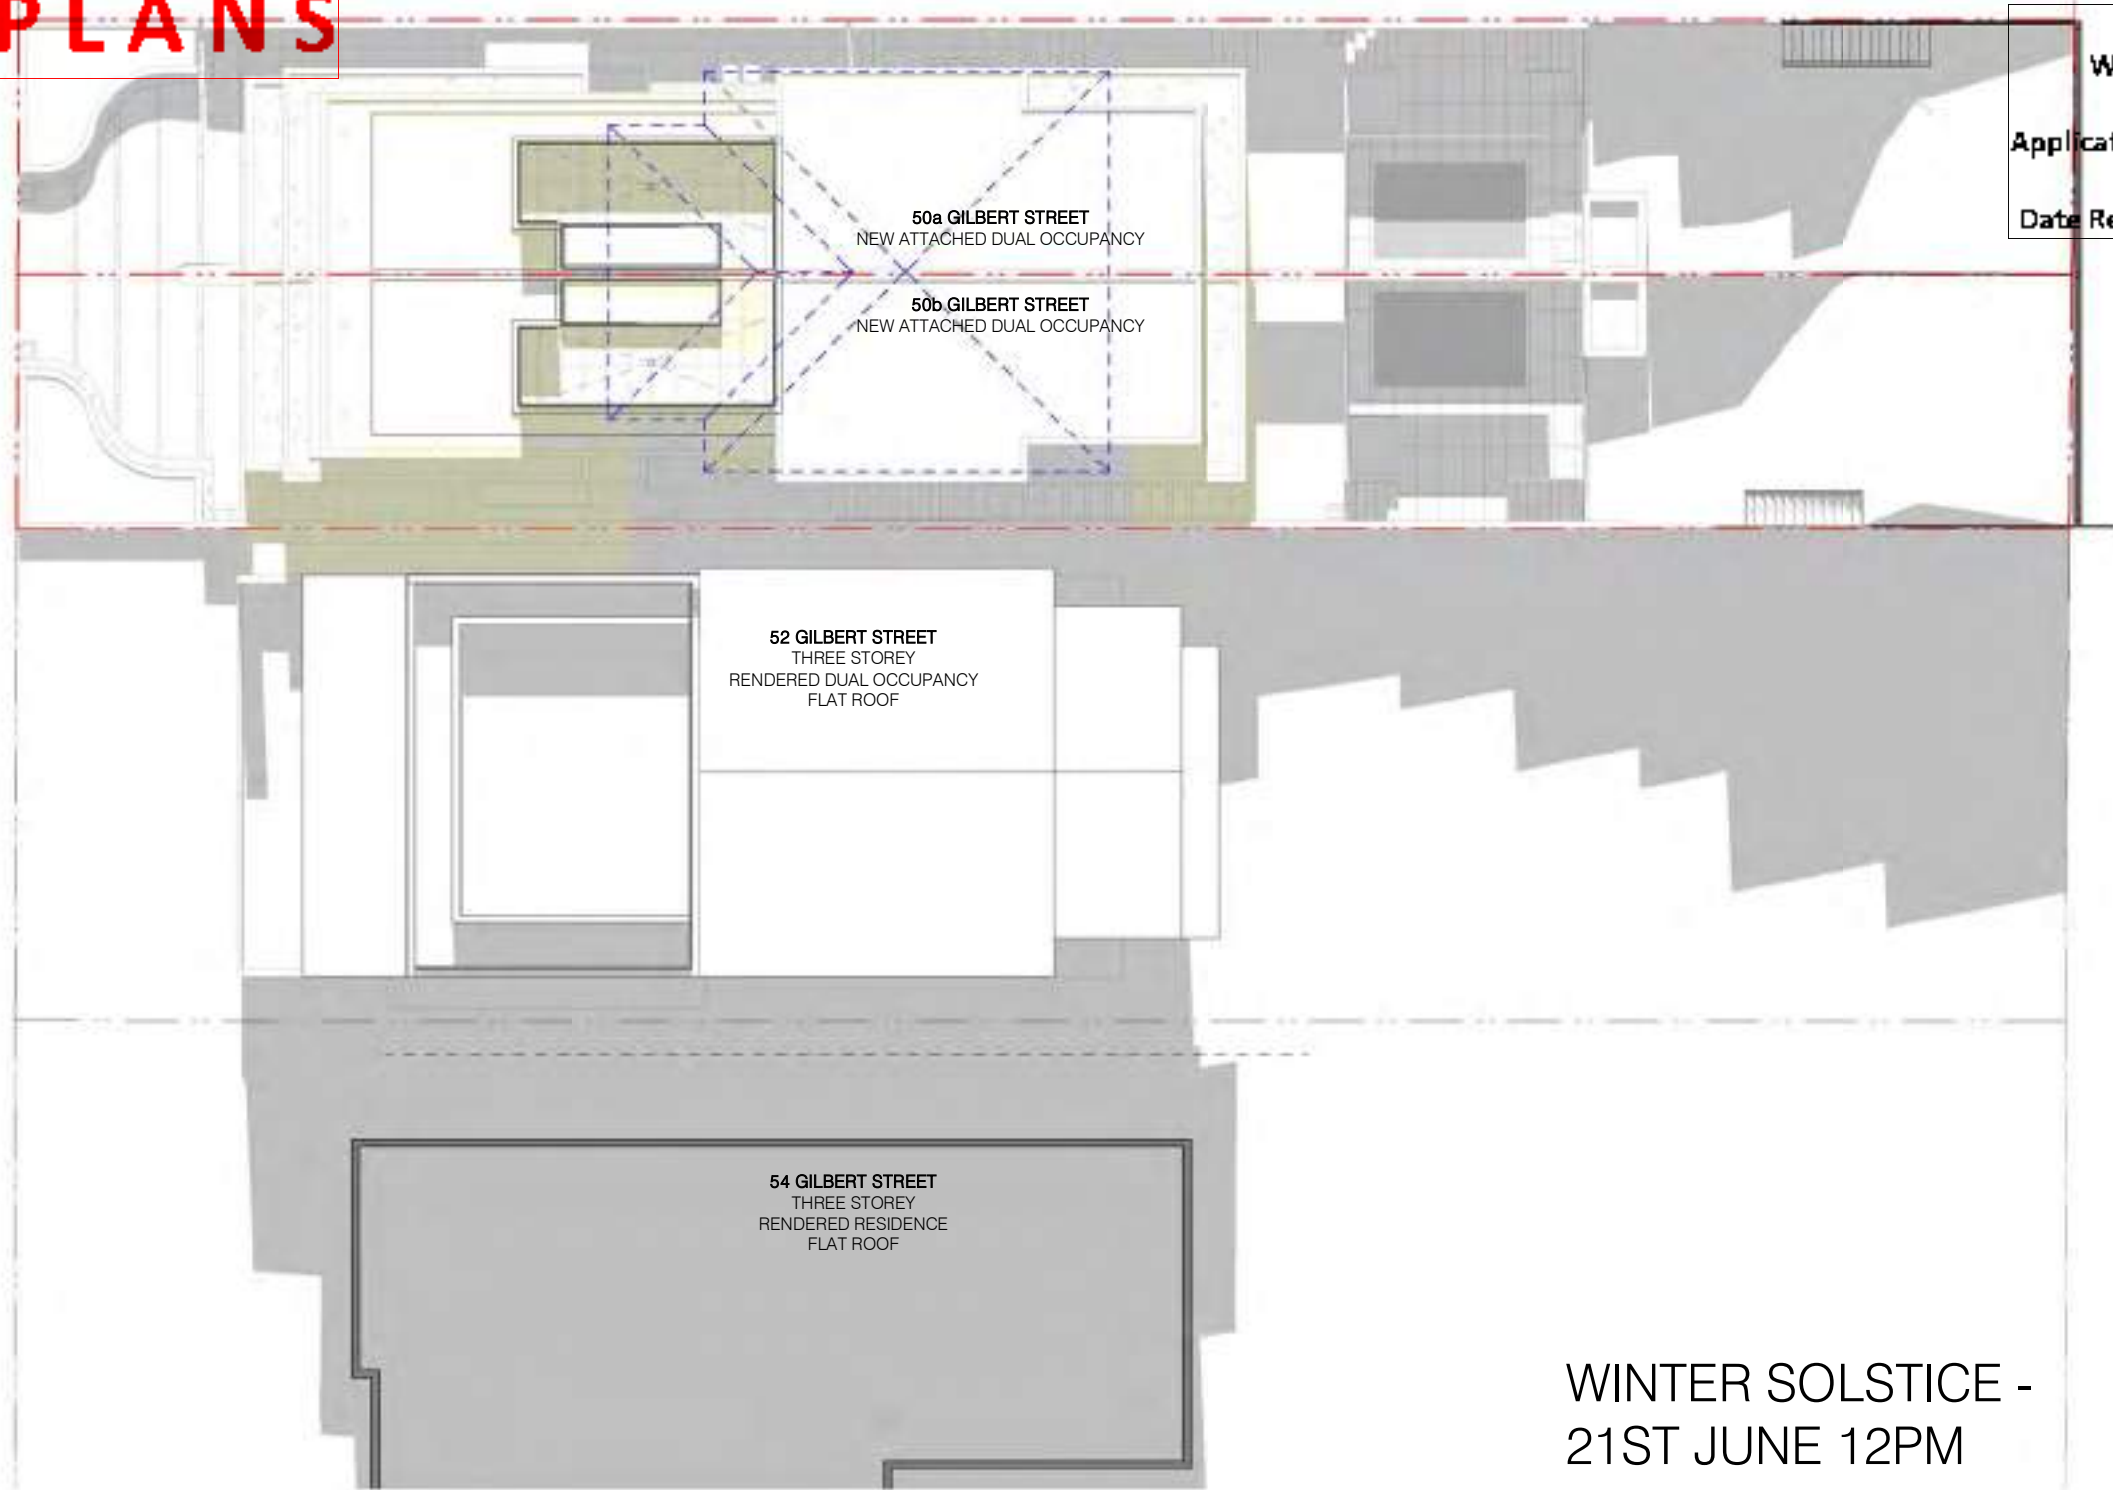 PLANS
50a GILBERT STREET
NEW ATTACHED DUAL OCCUPANCY
50b GILBERT STREET
NEW ATTACHED DUAL OCCUPANCY
52 GILBERT STREET
THREE STOREY
RENDERED DUAL OCCUPANCY
FLAT ROOF
54 GILBERT STREET
THREE STOREY
RENDERED RESIDENCE
FLAT ROOF
WINTER SOLSTICE -
21ST JUNE 12PM
Date